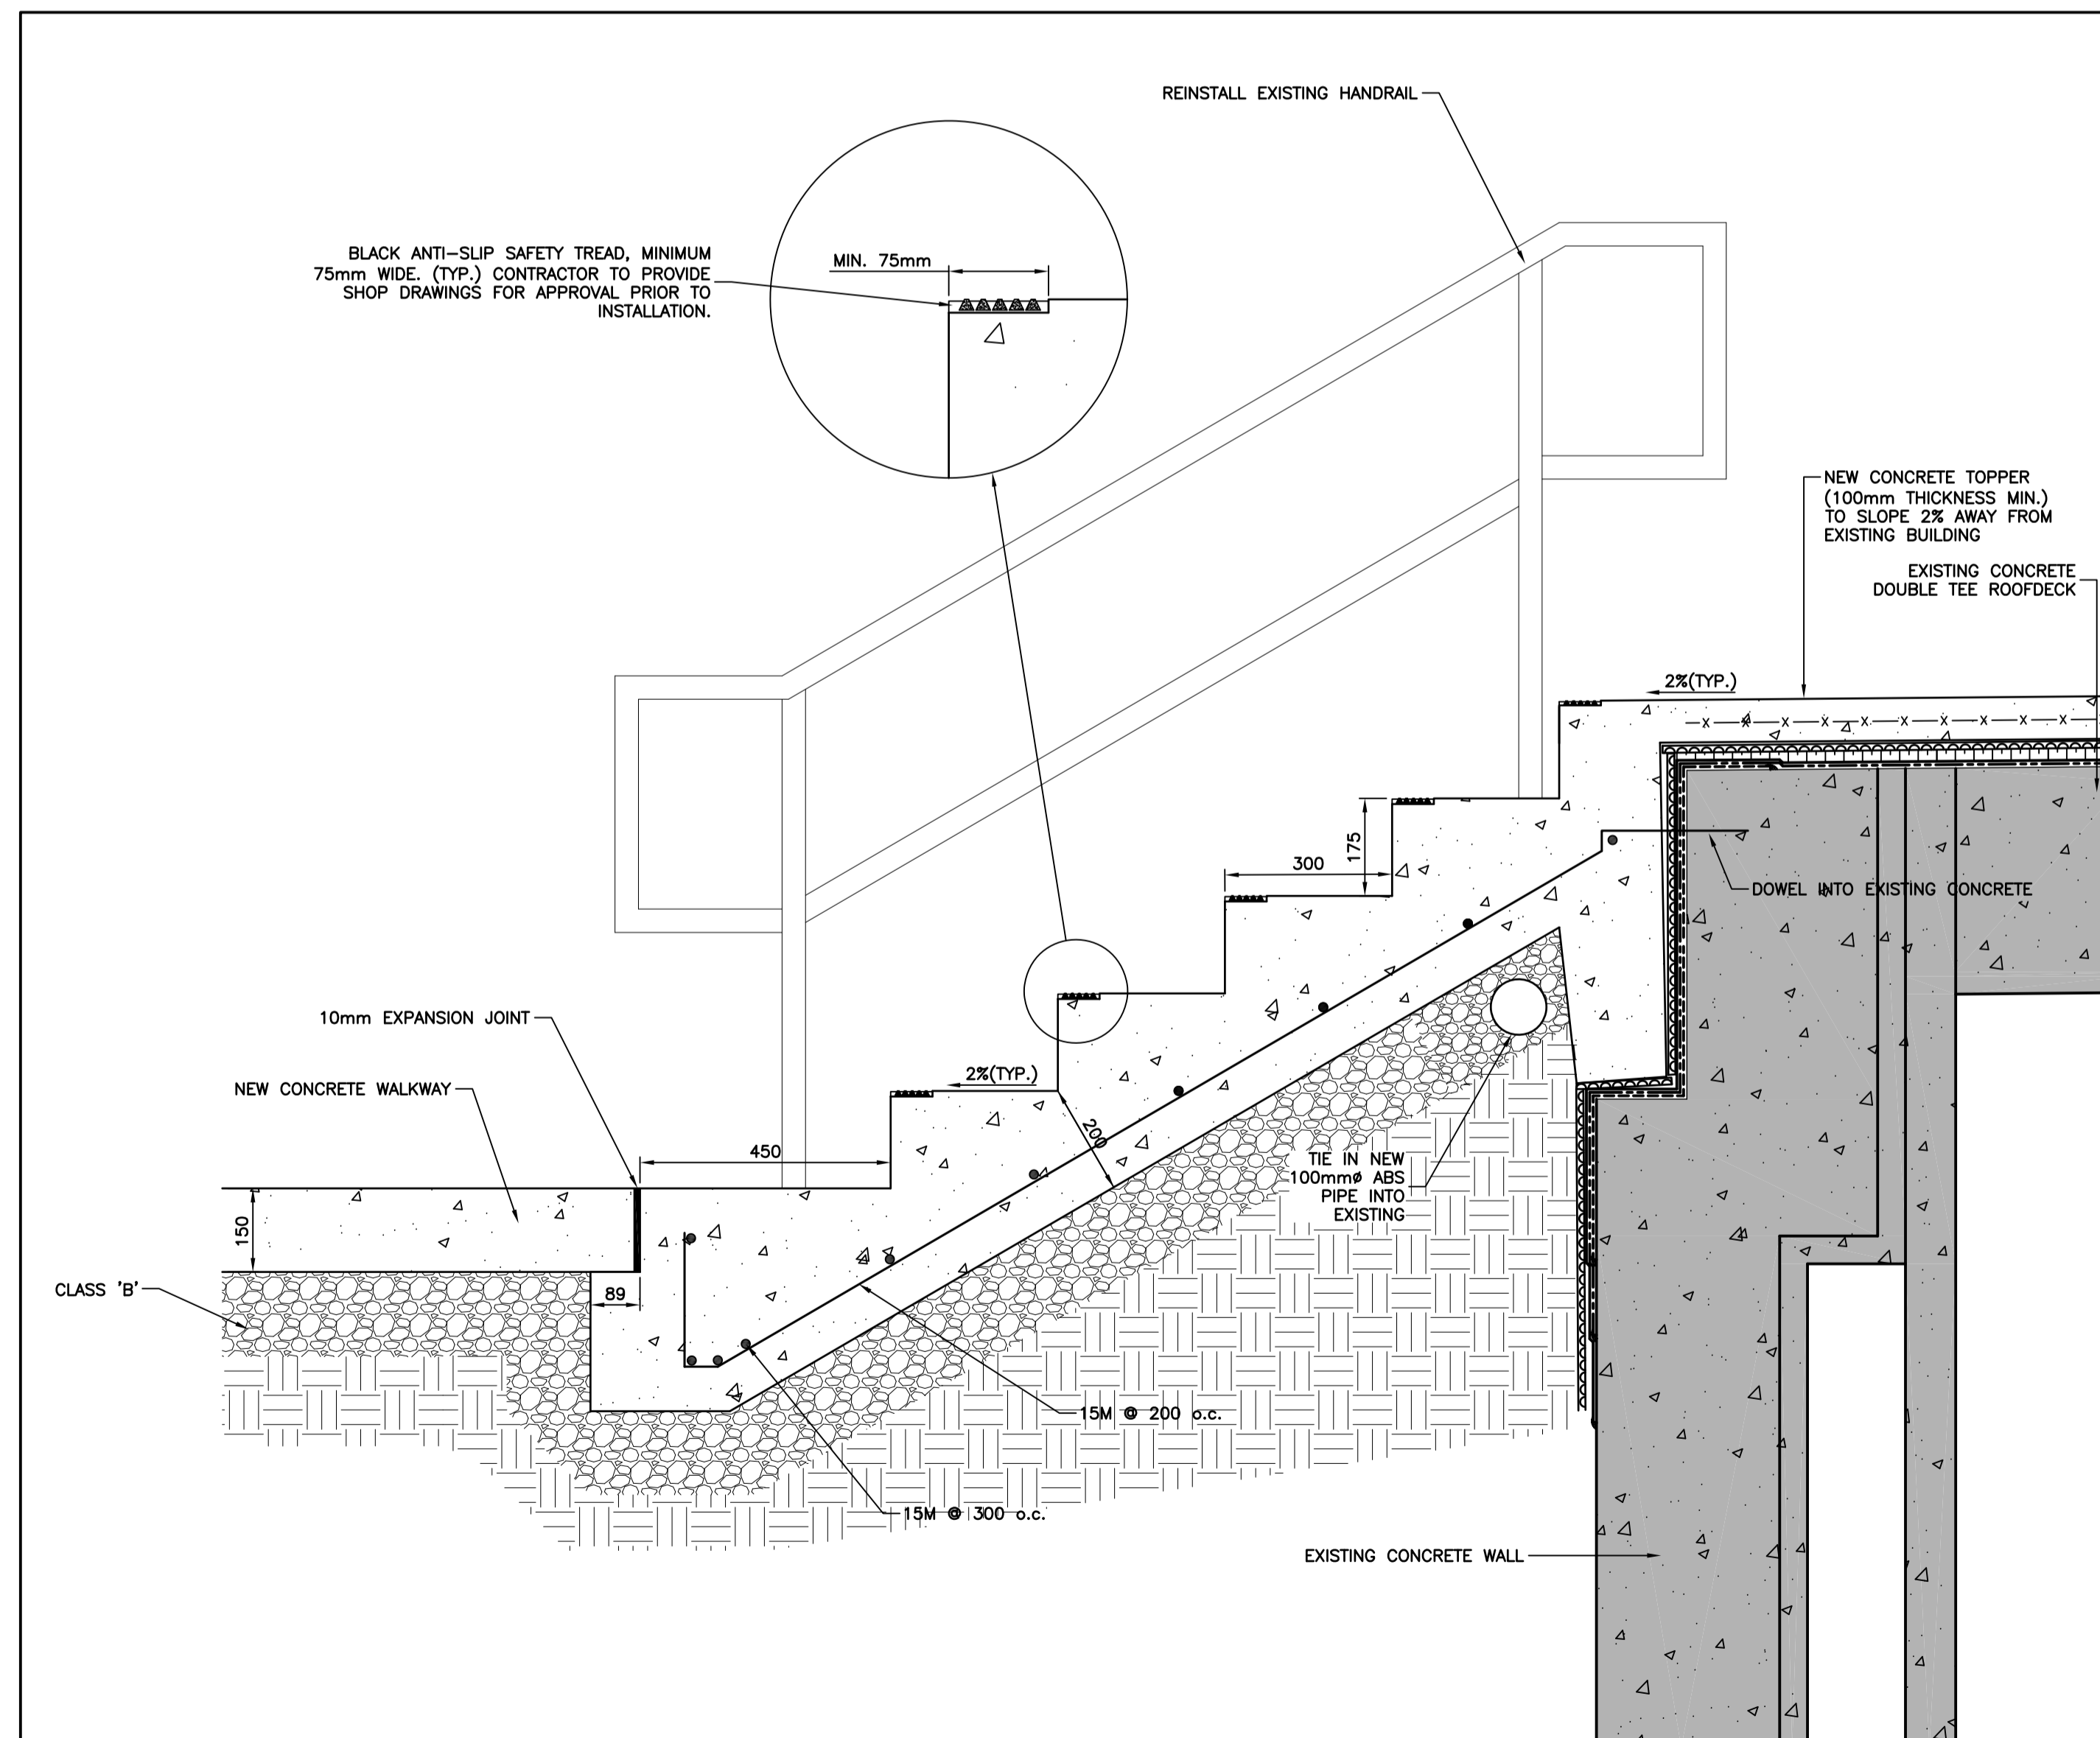 REINSTALL EXISTING HANDRAIL
BLACK ANTI-SLIP SAFETY TREAD, MINIMUM
75mm WIDE. (TYP.) CONTRACTOR TO PROVIDE
SHOP DRAWINGS FOR APPROVAL PRIOR TO
INSTALLATION.
MIN. 75mm
NEW CONCRETE TOPPER
(100mm THICKNESS MIN.)
TO SLOPE 2% AWAY FROM
EXISTING BUILDING
EXISTING CONCRETE
DOUBLE TEE ROOFDECK
2%(TYP.)
x x x x x x x x x x
175
300
DOWEL INTO EXISTING CONCRETE
10mm EXPANSION JOINT
NEW CONCRETE WALKWAY
2%(TYP.)
450
200
TIE IN NEW
100mmø ABS
PIPE INTO
EXISTING
150
CLASS 'B'
89
15M @ 200 o.c.
15M @ 300 o.c.
EXISTING CONCRETE WALL